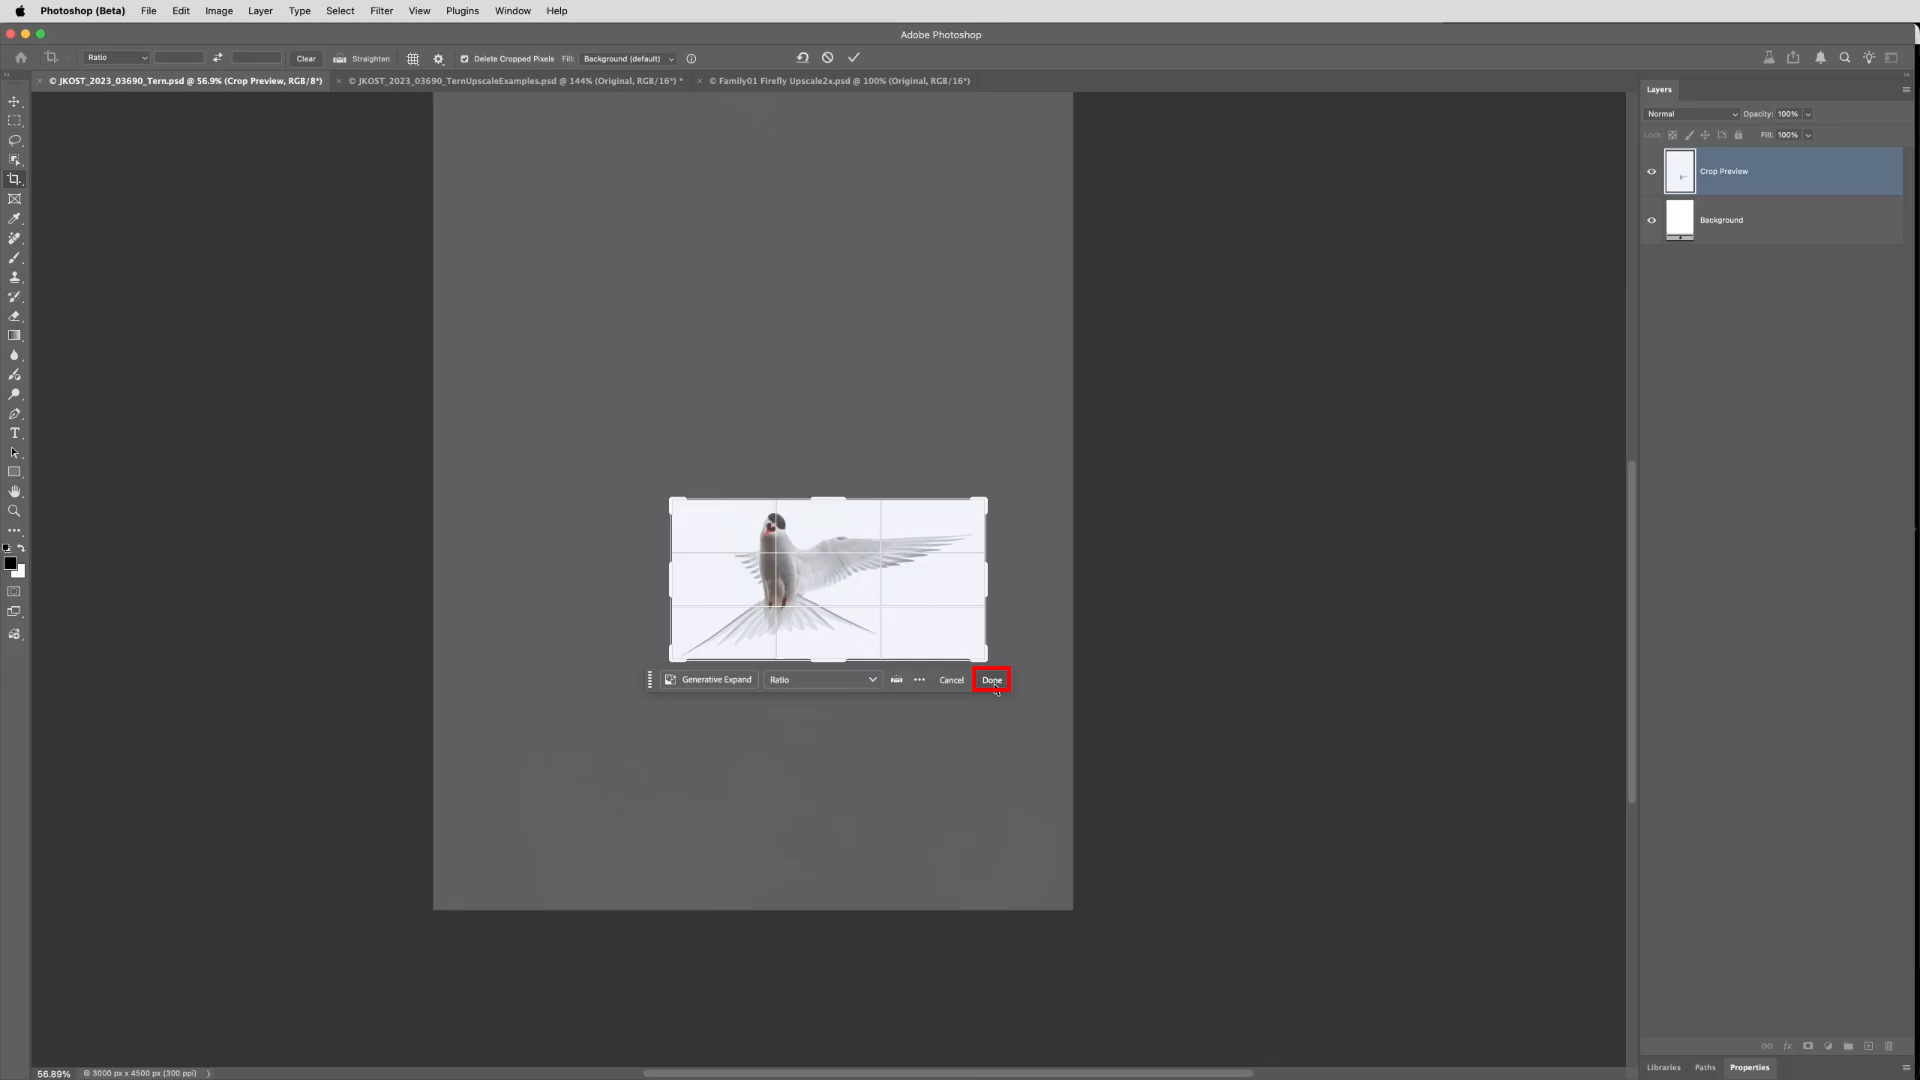 Photoshop (Beta) File Edit Image Layer Type Select Filter View Plugins Window Help
Adobe Photoshop
Ratio Clear Straighten Delete Cropped Pixels Fill: Background (default)
© JKOST_2023_03690_Tern.psd @ 56.9% (Crop Preview, RGB/8*) © JKOST_2023_03690_TernUpscaleExamples.psd @ 144% (Original, RGB/16*) * © Family01 Firefly Upscale2x.psd @ 100% (Original, RGB/16*)
Layers
Normal Opacity: 100%
Lock: Fill: 100%
Crop Preview
Background
Generative Expand Ratio Cancel Done
56.89% @ 3000 px x 4500 px (300 ppi)
Libraries Paths Properties